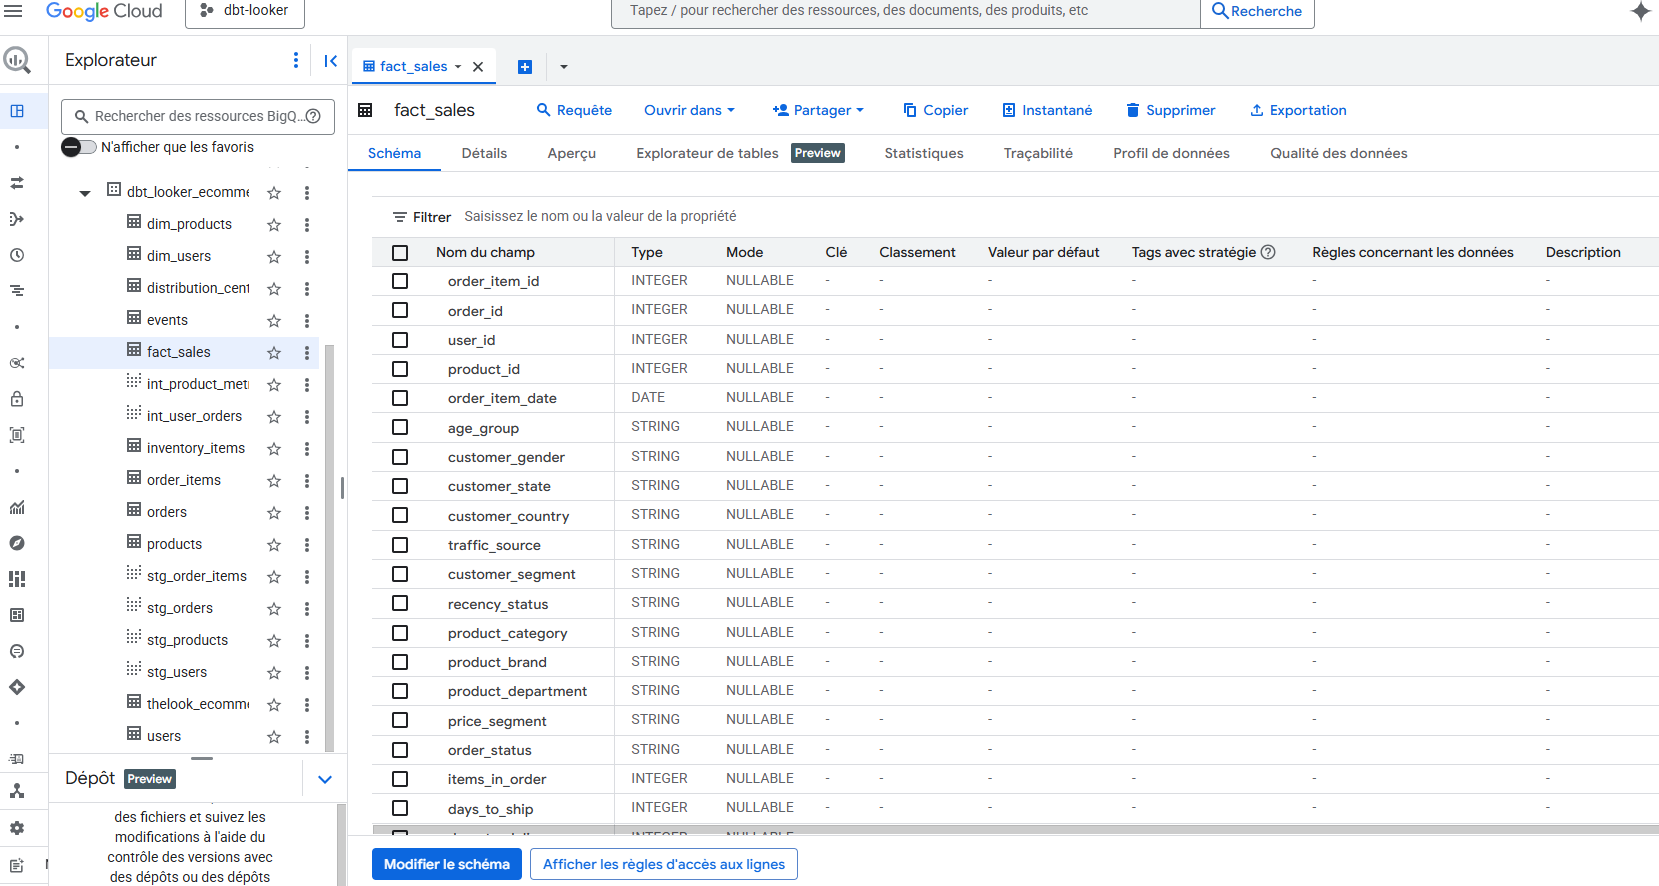 Google Cloud
dbt-looker
Tapez / pour rechercher des ressources, des documents, des produits, etc
Recherche
Explorateur
Rechercher des ressources BigQ...
N'afficher que les favoris
dbt_looker_ecomme
dim_products
dim_users
distribution_cent
events
fact_sales
int_product_met
int_user_orders
inventory_items
order_items
orders
products
stg_order_items
stg_orders
stg_products
stg_users
thelook_ecomme
users
Dépôt Preview
des fichiers et suivez les
modifications à l'aide du
contrôle des versions avec
des dépôts ou des dépôts
fact_sales
fact_sales
Requête Ouvrir dans Partager Copier Instantané Supprimer Exportation
Schéma Détails Aperçu Explorateur de tables Preview Statistiques Traçabilité Profil de données Qualité des données
Filtrer Saisissez le nom ou la valeur de la propriété
Nom du champ Type Mode Clé Classement Valeur par défaut Tags avec stratégie Règles concernant les données Description
order_item_id INTEGER NULLABLE - - - - - -
order_id INTEGER NULLABLE - - - - - -
user_id INTEGER NULLABLE - - - - - -
product_id INTEGER NULLABLE - - - - - -
order_item_date DATE NULLABLE - - - - - -
age_group STRING NULLABLE - - - - - -
customer_gender STRING NULLABLE - - - - - -
customer_state STRING NULLABLE - - - - - -
customer_country STRING NULLABLE - - - - - -
traffic_source STRING NULLABLE - - - - - -
customer_segment STRING NULLABLE - - - - - -
recency_status STRING NULLABLE - - - - - -
product_category STRING NULLABLE - - - - - -
product_brand STRING NULLABLE - - - - - -
product_department STRING NULLABLE - - - - - -
price_segment STRING NULLABLE - - - - - -
order_status STRING NULLABLE - - - - - -
items_in_order INTEGER NULLABLE - - - - - -
days_to_ship INTEGER NULLABLE - - - - - -
INTEGER NULLABLE
Modifier le schéma Afficher les règles d'accès aux lignes